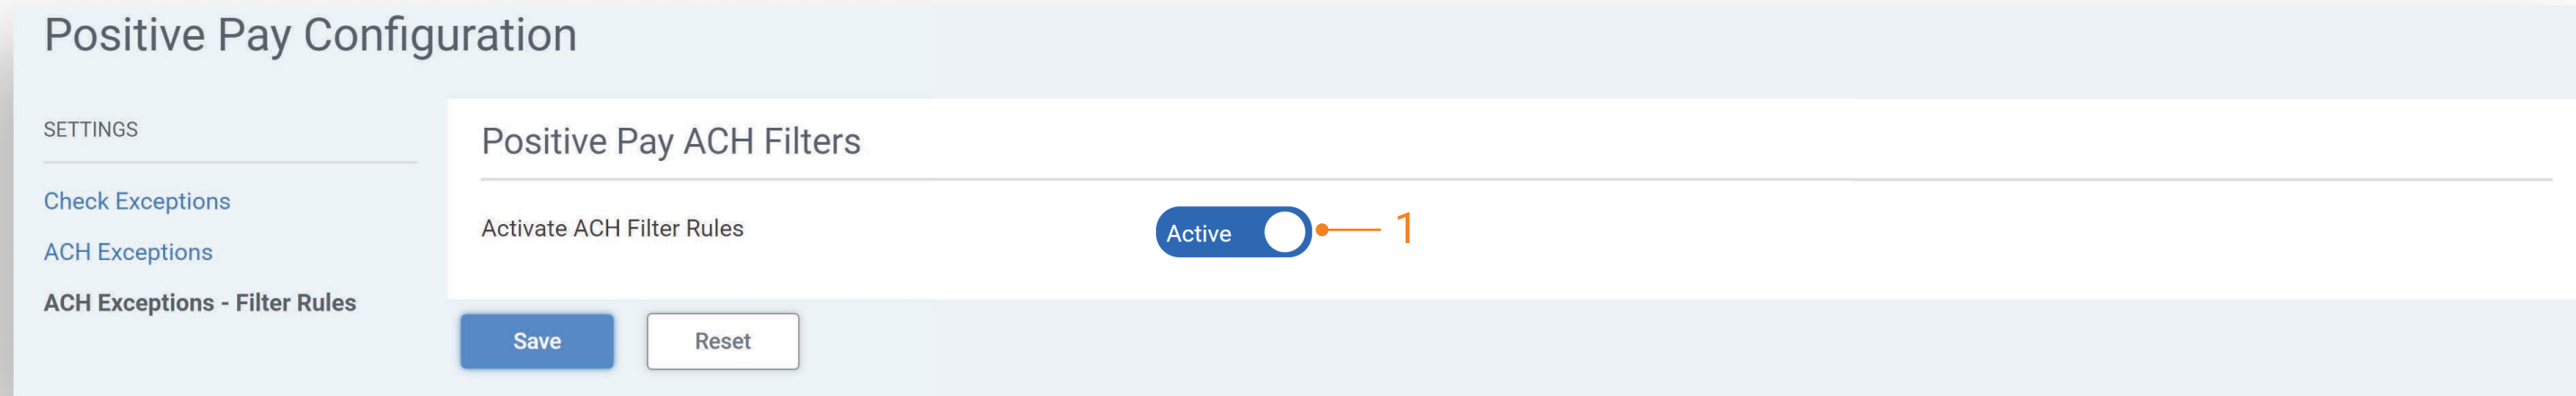 Positive Pay Configuration
SETTINGS
Check Exceptions
ACH Exceptions
ACH Exceptions - Filter Rules
Positive Pay ACH Filters
Activate ACH Filter Rules
Active
1
Save
Reset